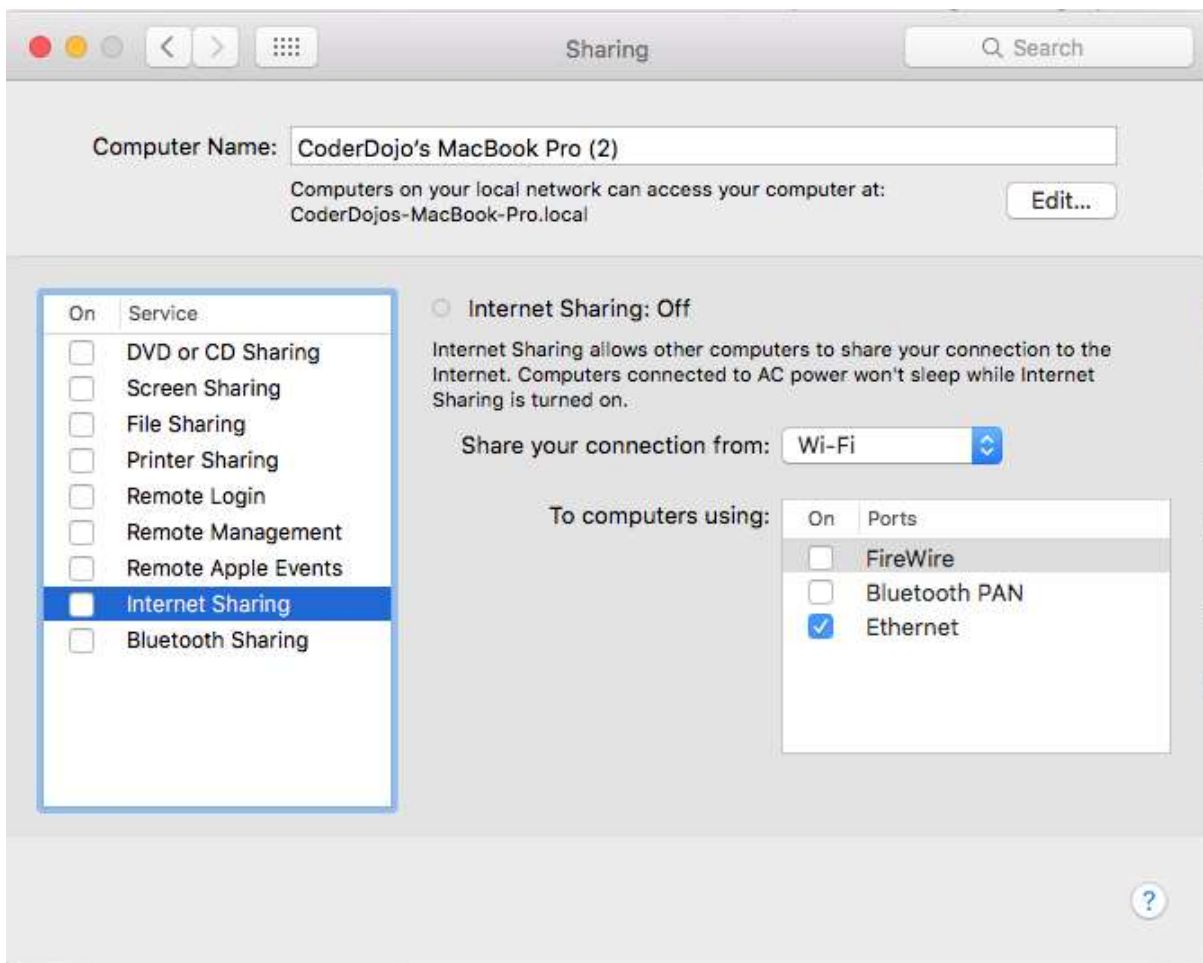 Sharing
Search
Computer Name: CoderDojo’s MacBook Pro (2)
Computers on your local network can access your computer at:
CoderDojos-MacBook-Pro.local
Edit...
On Service
DVD or CD Sharing
Screen Sharing
File Sharing
Printer Sharing
Remote Login
Remote Management
Remote Apple Events
Internet Sharing
Bluetooth Sharing
Internet Sharing: Off
Internet Sharing allows other computers to share your connection to the
Internet. Computers connected to AC power won't sleep while Internet
Sharing is turned on.
Share your connection from: Wi-Fi
To computers using:
On Ports
FireWire
Bluetooth PAN
Ethernet
?